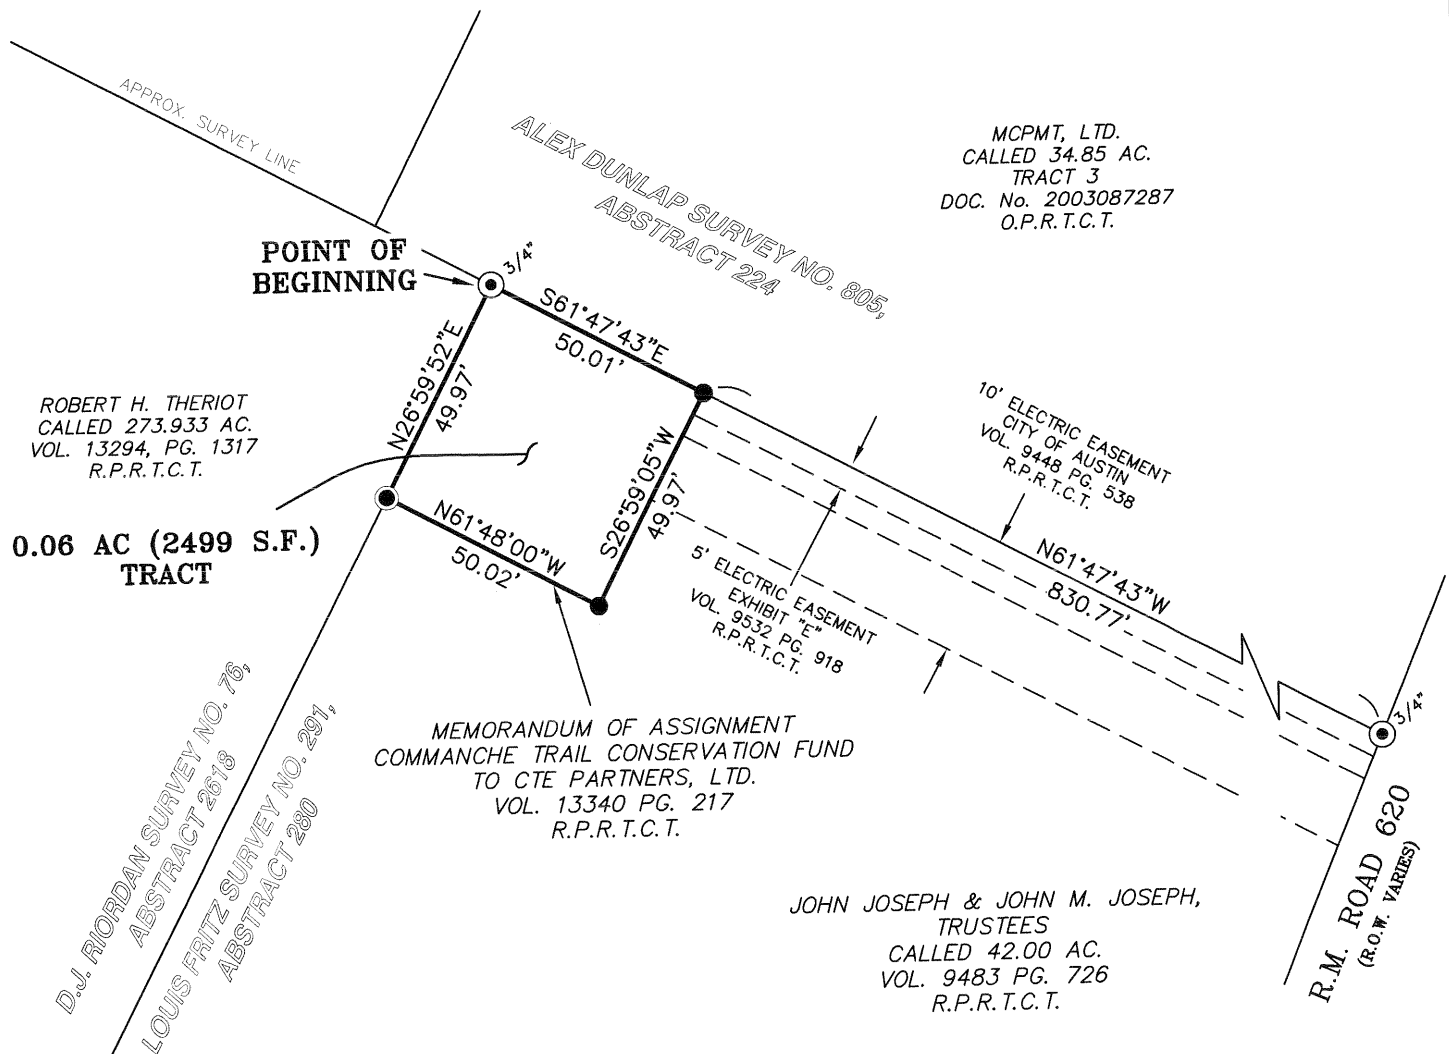 APPROX. SURVEY LINE
ALEX DUNLAP SURVEY NO. 805,
ABSTRACT 224
MCPMT, LTD.
CALLED 34.85 AC.
TRACT 3
DOC. No. 2003087287
O.P.R.T.C.T.
POINT OF
BEGINNING
3/4"
S61°47'43"E
50.01'
N26°59'52"E
49.97'
ROBERT H. THERIOT
CALLED 273.933 AC.
VOL. 13294, PG. 1317
R.P.R.T.C.T.
0.06 AC (2499 S.F.)
TRACT
N61°48'00"W
50.02'
S26°59'05"W
49.97'
10' ELECTRIC EASEMENT
CITY OF AUSTIN
VOL. 9448 PG. 538
R.P.R.T.C.T.
5' ELECTRIC EASEMENT
EXHIBIT "E"
VOL. 9532 PG. 918
R.P.R.T.C.T.
N61°47'43"W
830.77'
3/4"
MEMORANDUM OF ASSIGNMENT
COMMANCHE TRAIL CONSERVATION FUND
TO CTE PARTNERS, LTD.
VOL. 13340 PG. 217
R.P.R.T.C.T.
D.J. RIORDAN SURVEY NO. 76,
ABSTRACT 2618
LOUIS FRITZ SURVEY NO. 291,
ABSTRACT 280
JOHN JOSEPH & JOHN M. JOSEPH,
TRUSTEES
CALLED 42.00 AC.
VOL. 9483 PG. 726
R.P.R.T.C.T.
R.M. ROAD 620
(R.O.W. VARIES)